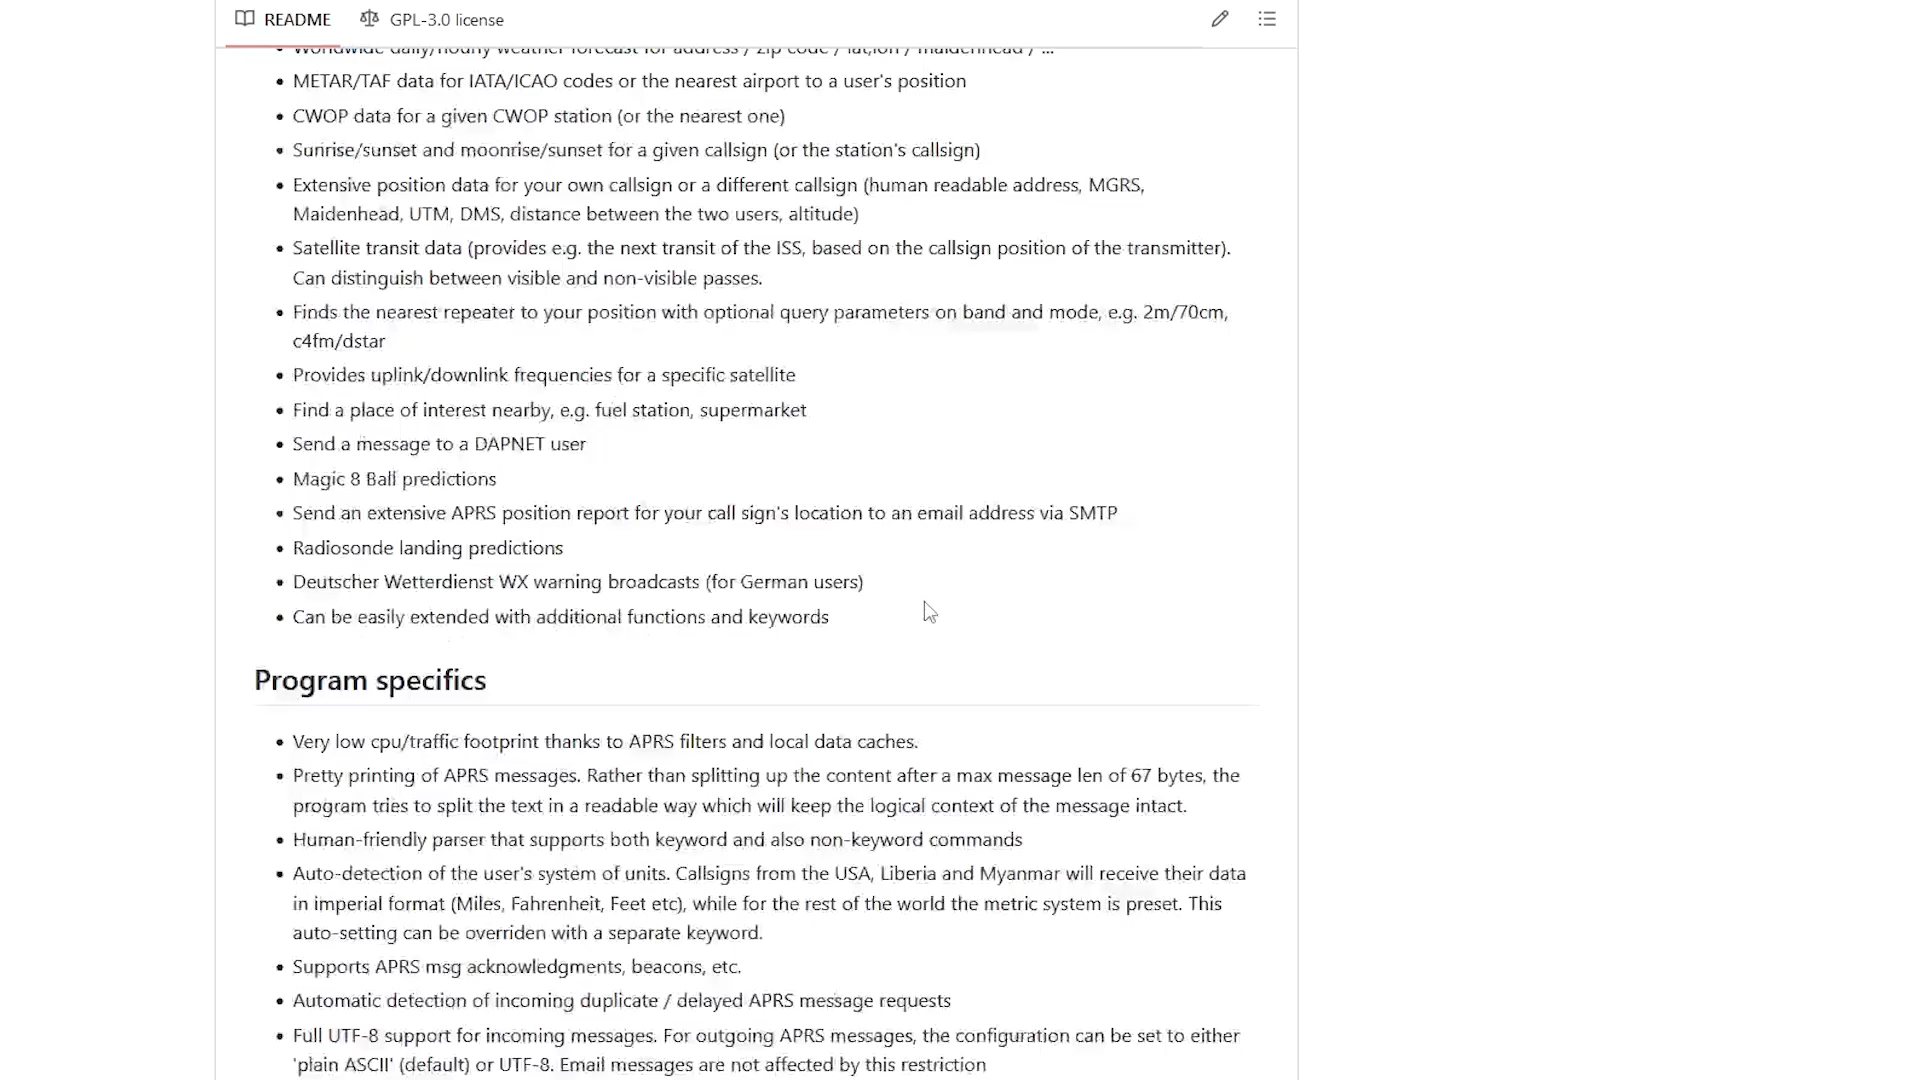 README GPL-3.0 license
Worldwide daily/hourly weather forecast for address / zip code / lat,lon / maidenhead / ...
METAR/TAF data for IATA/ICAO codes or the nearest airport to a user's position
CWOP data for a given CWOP station (or the nearest one)
Sunrise/sunset and moonrise/sunset for a given callsign (or the station's callsign)
Extensive position data for your own callsign or a different callsign (human readable address, MGRS,
Maidenhead, UTM, DMS, distance between the two users, altitude)
Satellite transit data (provides e.g. the next transit of the ISS, based on the callsign position of the transmitter).
Can distinguish between visible and non-visible passes.
Finds the nearest repeater to your position with optional query parameters on band and mode, e.g. 2m/70cm,
c4fm/dstar
Provides uplink/downlink frequencies for a specific satellite
Find a place of interest nearby, e.g. fuel station, supermarket
Send a message to a DAPNET user
Magic 8 Ball predictions
Send an extensive APRS position report for your call sign's location to an email address via SMTP
Radiosonde landing predictions
Deutscher Wetterdienst WX warning broadcasts (for German users)
Can be easily extended with additional functions and keywords
Program specifics
Very low cpu/traffic footprint thanks to APRS filters and local data caches.
Pretty printing of APRS messages. Rather than splitting up the content after a max message len of 67 bytes, the
program tries to split the text in a readable way which will keep the logical context of the message intact.
Human-friendly parser that supports both keyword and also non-keyword commands
Auto-detection of the user's system of units. Callsigns from the USA, Liberia and Myanmar will receive their data
in imperial format (Miles, Fahrenheit, Feet etc), while for the rest of the world the metric system is preset. This
auto-setting can be overriden with a separate keyword.
Supports APRS msg acknowledgments, beacons, etc.
Automatic detection of incoming duplicate / delayed APRS message requests
Full UTF-8 support for incoming messages. For outgoing APRS messages, the configuration can be set to either
'plain ASCII' (default) or UTF-8. Email messages are not affected by this restriction